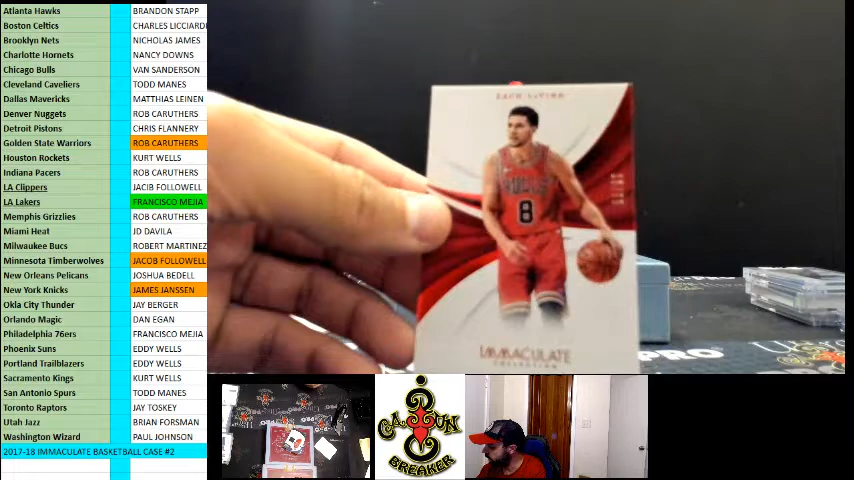 Atlanta Hawks BRANDON STAPP
Boston Celtics CHARLES LICCIARDI
Brooklyn Nets NICHOLAS JAMES
Charlotte Hornets NANCY DOWNS
Chicago Bulls VAN SANDERSON
Cleveland Caveliers TODD MANES
Dallas Mavericks MATTHIAS LEINEN
Denver Nuggets ROB CARUTHERS
Detroit Pistons CHRIS FLANNERY
Golden State Warriors ROB CARUTHERS
Houston Rockets KURT WELLS
Indiana Pacers ROB CARUTHERS
LA Clippers JACIB FOLLOWELL
LA Lakers FRANCISCO MEJIA
Memphis Grizzlies ROB CARUTHERS
Miami Heat JD DAVILA
Milwaukee Bucs ROBERT MARTINEZ
Minnesota Timberwolves JACOB FOLLOWELL
New Orleans Pelicans JOSHUA BEDELL
New York Knicks JAMES JANSSEN
Okla City Thunder JAY BERGER
Orlando Magic DAN EGAN
Philadelphia 76ers FRANCISCO MEJIA
Phoenix Suns EDDY WELLS
Portland Trailblazers EDDY WELLS
Sacramento Kings KURT WELLS
San Antonio Spurs TODD MANES
Toronto Raptors JAY TOSKEY
Utah Jazz BRIAN FORSMAN
Washington Wizard PAUL JOHNSON
2017-18 IMMACULATE BASKETBALL CASE #2
ZACH LAVINE
BULLS
8
IMMACULATE
COLLECTION
PRO
CAJUN
BREAKER